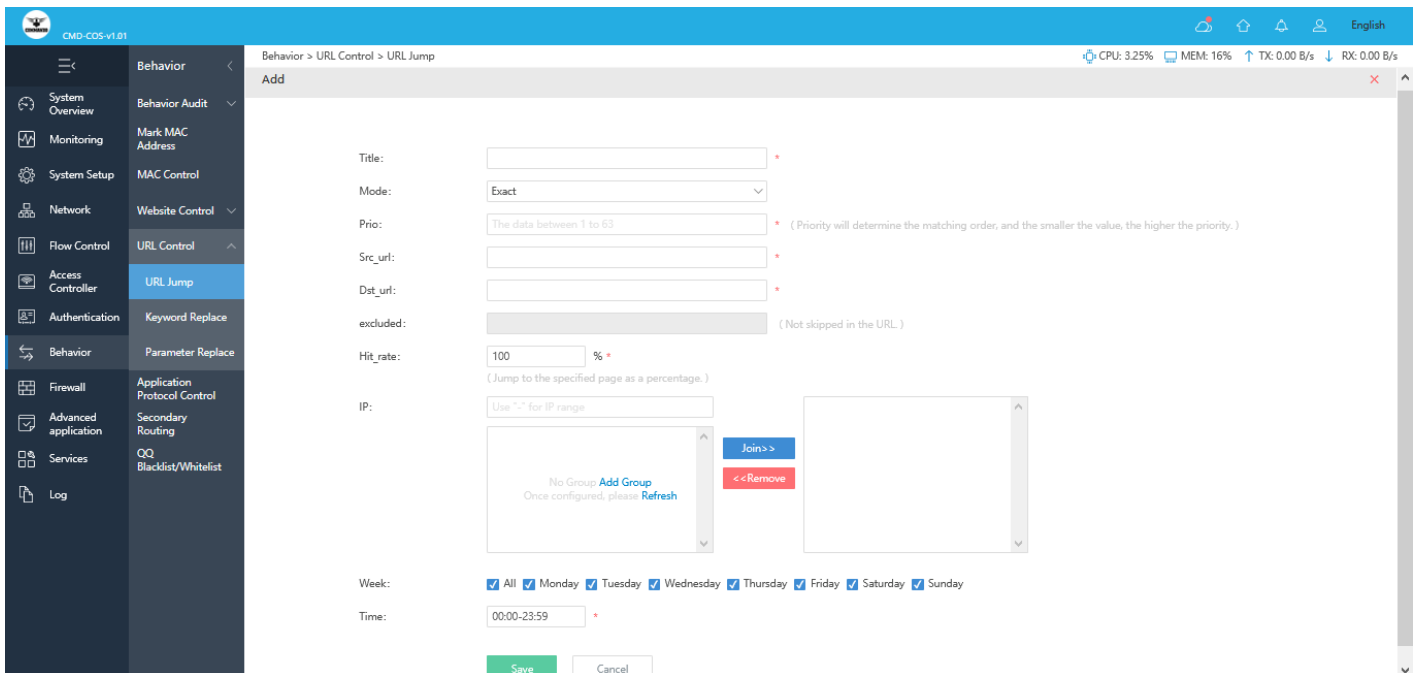 CMD-COS-v1.01
English
Behavior > URL Control > URL Jump
CPU: 3.25% MEM: 16% TX: 0.00 B/s RX: 0.00 B/s
Add
System Overview
Monitoring
System Setup
Network
Flow Control
Access Controller
Authentication
Behavior
Firewall
Advanced application
Services
Log
Behavior
Behavior Audit
Mark MAC Address
MAC Control
Website Control
URL Control
URL Jump
Keyword Replace
Parameter Replace
Application Protocol Control
Secondary Routing
QQ Blacklist/Whitelist
Title: *
Mode: Exact
Prio: The data between 1 to 63 * ( Priority will determine the matching order, and the smaller the value, the higher the priority. )
Src_url: *
Dst_url: *
excluded: ( Not skipped in the URL. )
Hit_rate: 100 % *
( Jump to the specified page as a percentage. )
IP: Use "-" for IP range
No Group Add Group
Once configured, please Refresh
Join>>
<<Remove
Week: All Monday Tuesday Wednesday Thursday Friday Saturday Sunday
Time: 00:00-23:59 *
Save Cancel